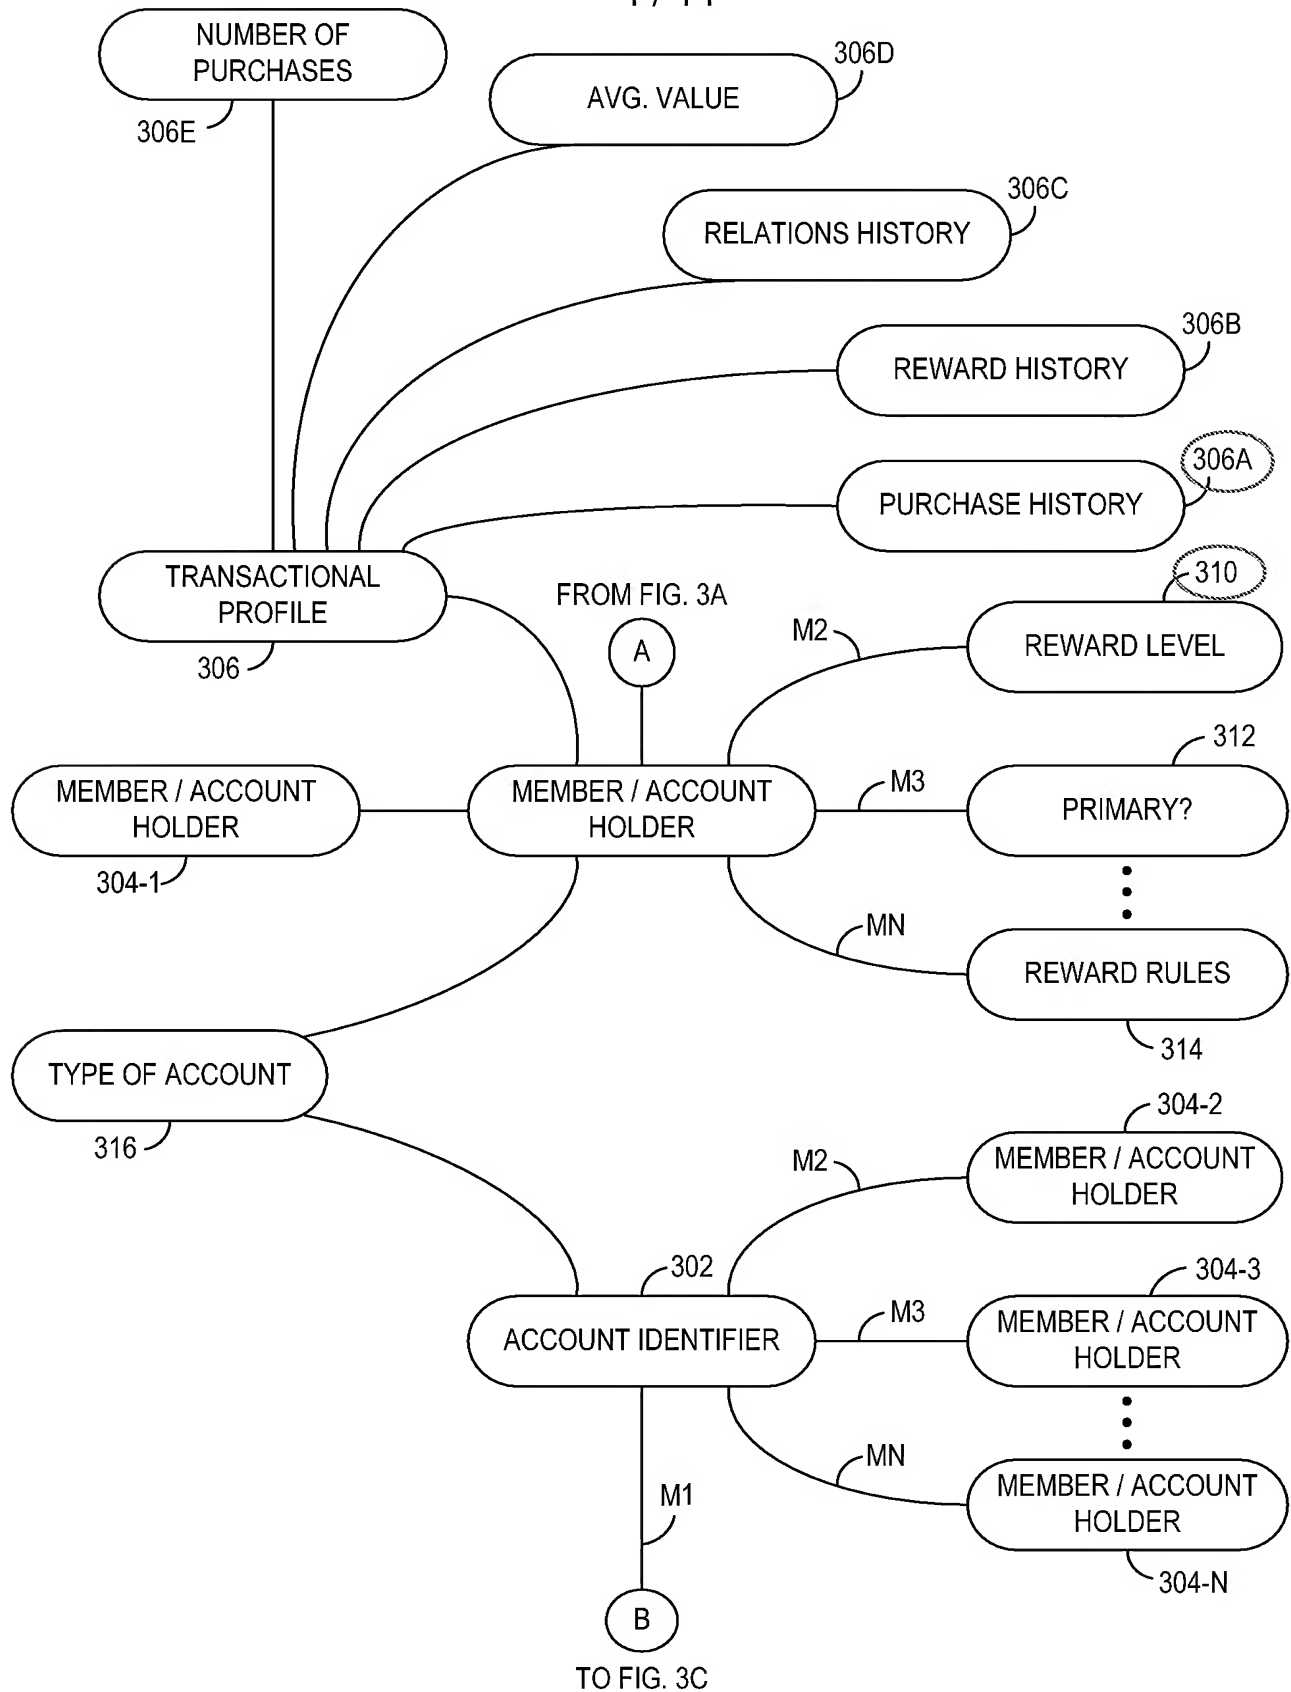 NUMBER OF
PURCHASES
306E
AVG. VALUE
306D
RELATIONS HISTORY
306C
REWARD HISTORY
306B
PURCHASE HISTORY
306A
TRANSACTIONAL
PROFILE
306
FROM FIG. 3A
A
M2
310
REWARD LEVEL
MEMBER / ACCOUNT
HOLDER
304-1
MEMBER / ACCOUNT
HOLDER
M3
312
PRIMARY?
MN
REWARD RULES
314
TYPE OF ACCOUNT
316
304-2
M2
MEMBER / ACCOUNT
HOLDER
302
ACCOUNT IDENTIFIER
M3
304-3
MEMBER / ACCOUNT
HOLDER
MN
MEMBER / ACCOUNT
HOLDER
304-N
M1
B
TO FIG. 3C